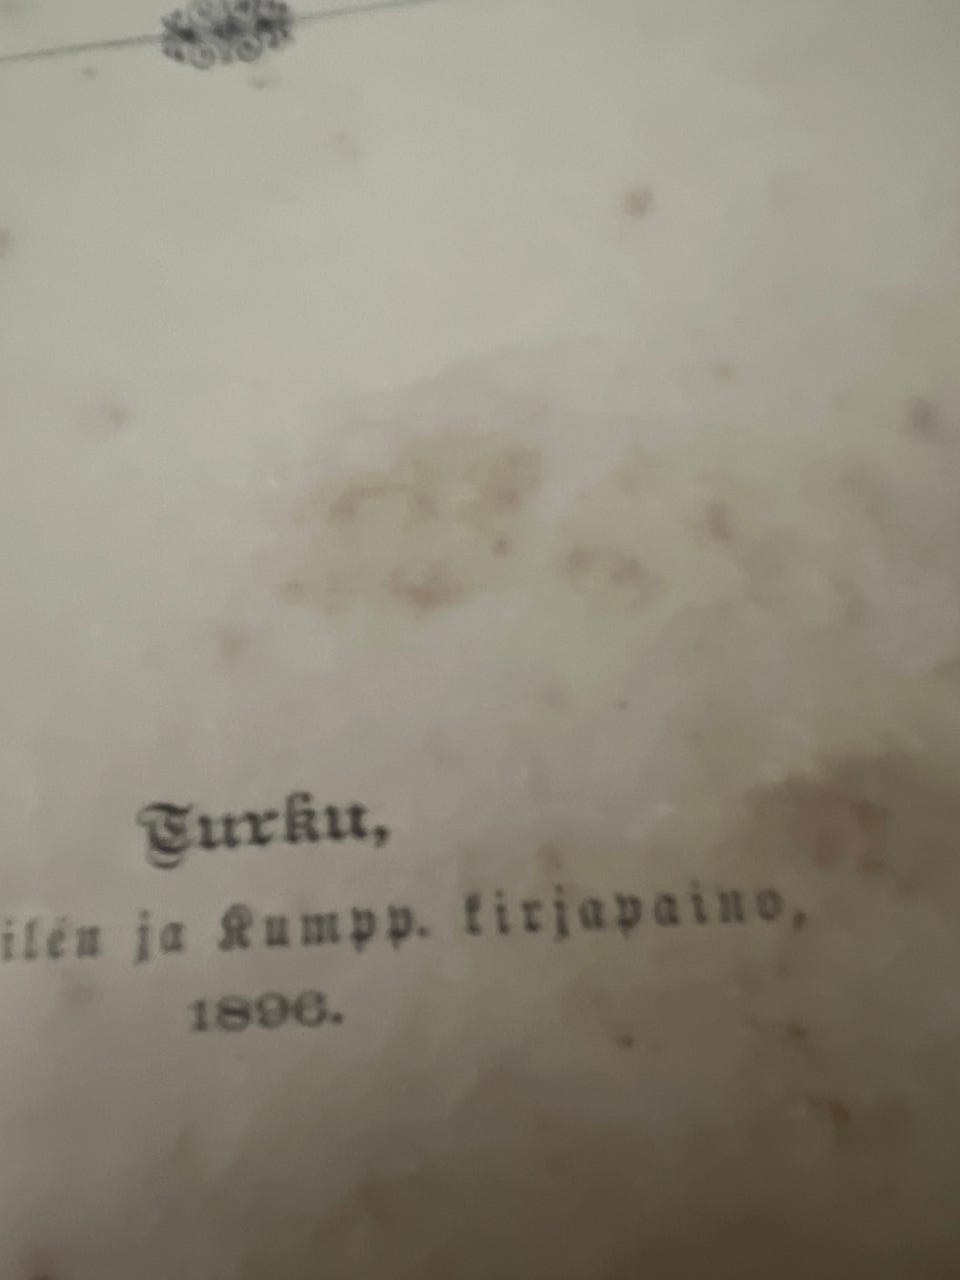 Turku,
ilén ja Kumpp. kirjapaino,
1896.